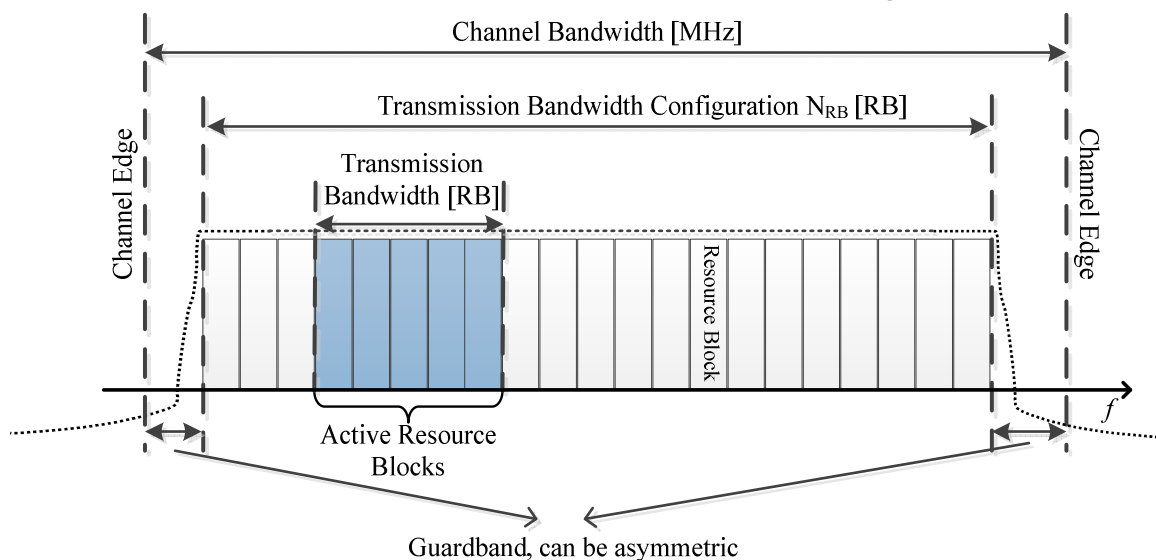 Channel Bandwidth [MHz]
Transmission Bandwidth Configuration NRB [RB]
Channel Edge
Transmission
Bandwidth [RB]
Channel Edge
Resource Block
f
Active Resource
Blocks
Guardband, can be asymmetric